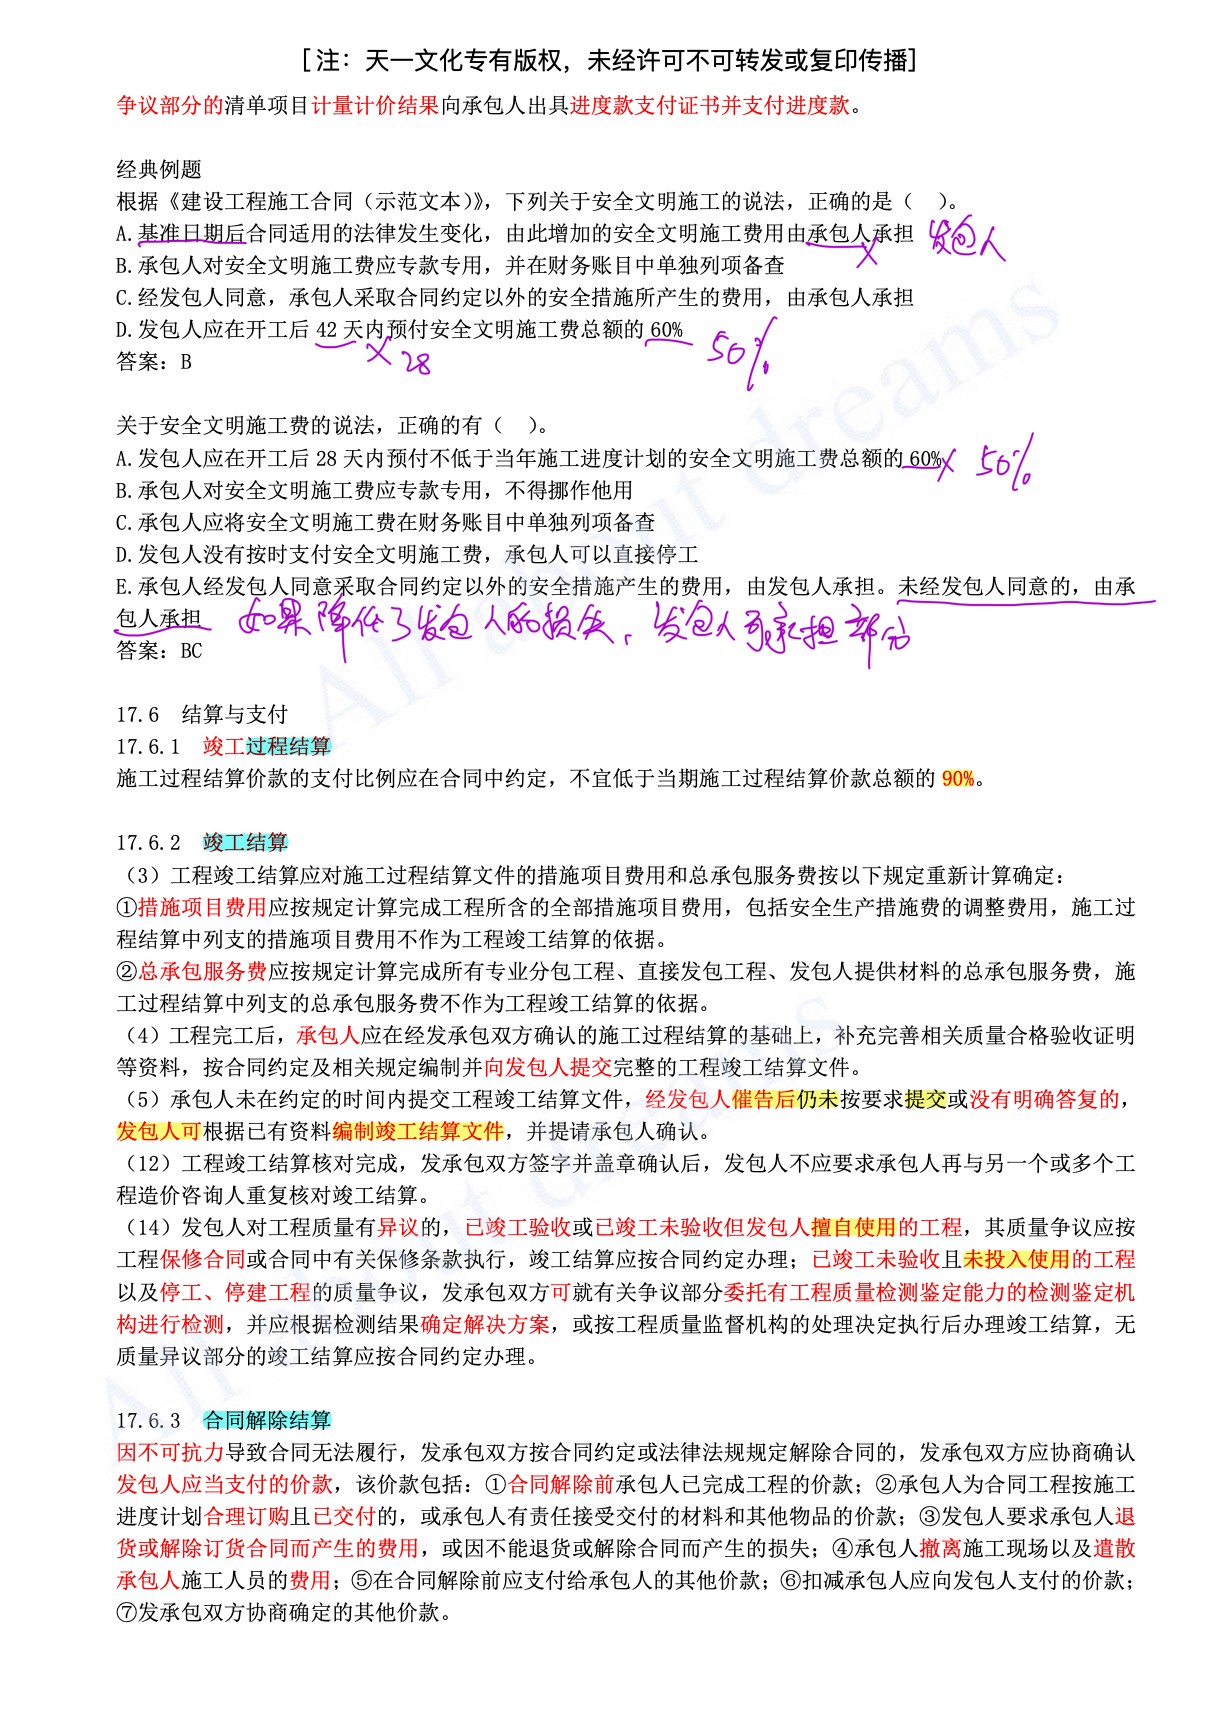 [注：天一文化专有版权，未经许可不可转发或复印传播]
争议部分的清单项目计量计价结果向承包人出具进度款支付证书并支付进度款。
经典例题
根据《建设工程施工合同（示范文本）》，下列关于安全文明施工的说法，正确的是（ ）。
A.基准日期后合同适用的法律发生变化，由此增加的安全文明施工费用由承包人承担 发包人
B.承包人对安全文明施工费应专款专用，并在财务账目中单独列项备查
C.经发包人同意，承包人采取合同约定以外的安全措施所产生的费用，由承包人承担
D.发包人应在开工后 42 天内预付安全文明施工费总额的 60% 50%
28
答案：B
关于安全文明施工费的说法，正确的有（ ）。
A.发包人应在开工后 28 天内预付不低于当年施工进度计划的安全文明施工费总额的 60% 50%
B.承包人对安全文明施工费应专款专用，不得挪作他用
C.承包人应将安全文明施工费在财务账目中单独列项备查
D.发包人没有按时支付安全文明施工费，承包人可以直接停工
E.承包人经发包人同意采取合同约定以外的安全措施产生的费用，由发包人承担。未经发包人同意的，由承
包人承担 如果降低了发包人的损失，发包人承担部分
答案：BC
17.6 结算与支付
17.6.1 竣工过程结算
施工过程结算价款的支付比例应在合同中约定，不宜低于当期施工过程结算价款总额的 90%。
17.6.2 竣工结算
（3）工程竣工结算应对施工过程结算文件的措施项目费用和总承包服务费按以下规定重新计算确定：
①措施项目费用应按规定计算完成工程所含的全部措施项目费用，包括安全生产措施费的调整费用，施工过
程结算中列支的措施项目费用不作为工程竣工结算的依据。
②总承包服务费应按规定计算完成所有专业分包工程、直接发包工程、发包人提供材料的总承包服务费，施
工过程结算中列支的总承包服务费不作为工程竣工结算的依据。
（4）工程完工后，承包人应在经发承包双方确认的施工过程结算的基础上，补充完善相关质量合格验收证明
等资料，按合同约定及相关规定编制并向发包人提交完整的工程竣工结算文件。
（5）承包人未在约定的时间内提交工程竣工结算文件，经发包人催告后仍未按要求提交或没有明确答复的，
发包人可根据已有资料编制竣工结算文件，并提请承包人确认。
（12）工程竣工结算核对完成，发承包双方签字并盖章确认后，发包人不应要求承包人再与另一个或多个工
程造价咨询人重复核对竣工结算。
（14）发包人对工程质量有异议的，已竣工验收或已竣工未验收但发包人擅自使用的工程，其质量争议应按
工程保修合同或合同中有关保修条款执行，竣工结算应按合同约定办理；已竣工未验收且未投入使用的工程
以及停工、停建工程的质量争议，发承包双方可就有关争议部分委托有工程质量检测鉴定能力的检测鉴定机
构进行检测，并应根据检测结果确定解决方案，或按工程质量监督机构的处理决定执行后办理竣工结算，无
质量异议部分的竣工结算应按合同约定办理。
17.6.3 合同解除结算
因不可抗力导致合同无法履行，发承包双方按合同约定或法律法规规定解除合同的，发承包双方应协商确认
发包人应当支付的价款，该价款包括：①合同解除前承包人已完成工程的价款；②承包人为合同工程按施工
进度计划合理订购且已交付的，或承包人有责任接受交付的材料和其他物品的价款；③发包人要求承包人退
货或解除订货合同而产生的费用，或因不能退货或解除合同而产生的损失；④承包人撤离施工现场以及遣散
承包人施工人员的费用；⑤在合同解除前应支付给承包人的其他价款；⑥扣减承包人应向发包人支付的价款；
⑦发承包双方协商确定的其他价款。
All about dreams
All about dreams